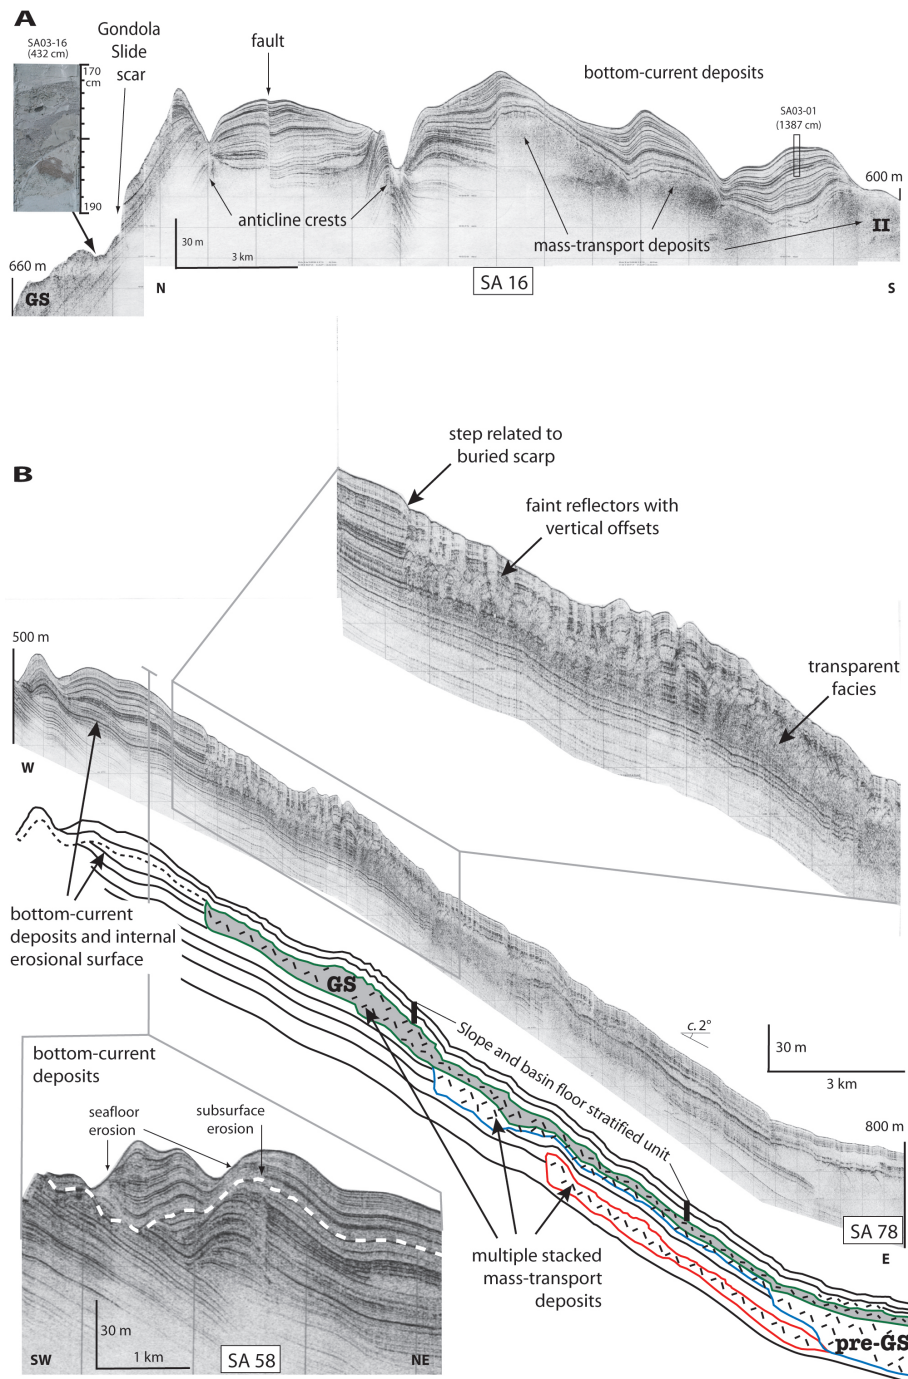 A
SA03-16
(432 cm)
170
cm
190
Gondola
Slide
scar
fault
bottom-current deposits
SA03-01
(1387 cm)
600 m
anticline crests
mass-transport deposits
II
30 m
3 km
660 m
GS
N
SA 16
S
B
step related to
buried scarp
faint reflectors with
vertical offsets
transparent
facies
500 m
W
bottom-current
deposits and internal
erosional surface
GS
Slope and basin floor stratified unit
c. 2°
30 m
3 km
800 m
SA 78
E
bottom-current
deposits
seafloor
erosion
subsurface
erosion
multiple stacked
mass-transport
deposits
pre-GS
30 m
1 km
SW
SA 58
NE